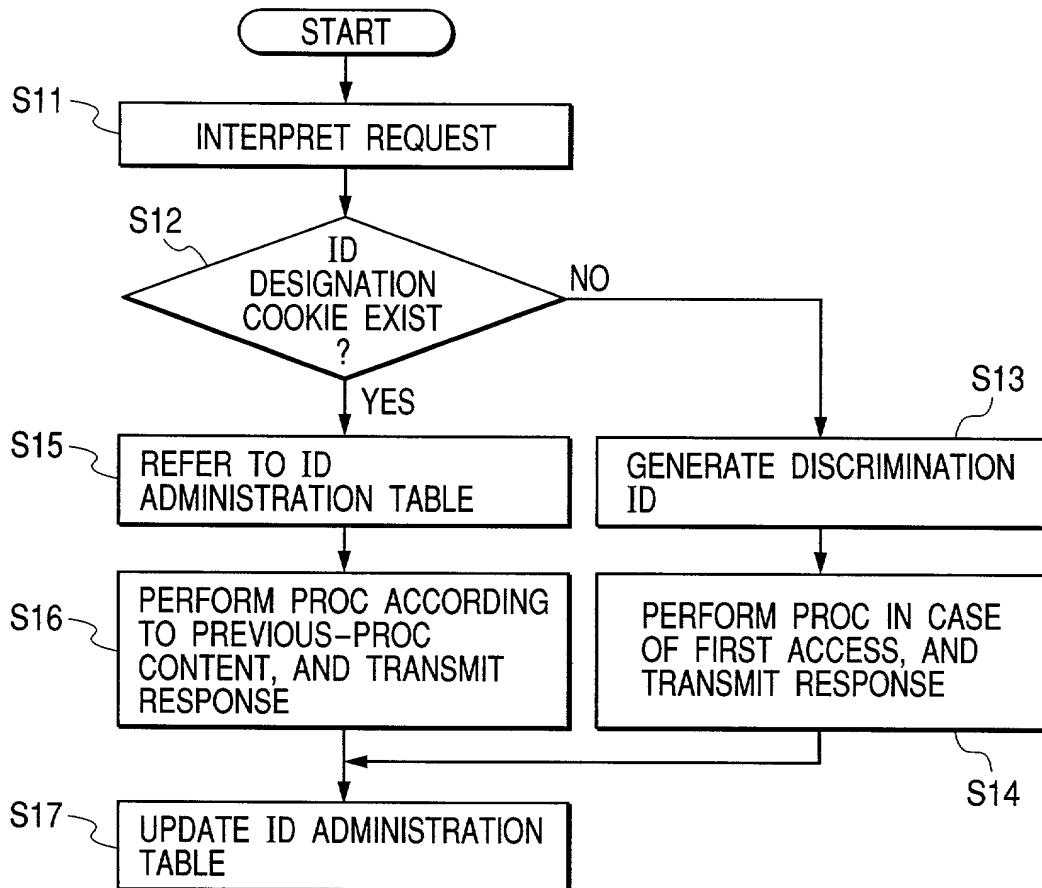 START
S11
INTERPRET REQUEST
S12
ID
DESIGNATION
COOKIE EXIST
?
NO
YES
S13
S15
REFER TO ID
ADMINISTRATION TABLE
GENERATE DISCRIMINATION
ID
S16
PERFORM PROC ACCORDING
TO PREVIOUS-PROC
CONTENT, AND TRANSMIT
RESPONSE
PERFORM PROC IN CASE
OF FIRST ACCESS, AND
TRANSMIT RESPONSE
S14
S17
UPDATE ID ADMINISTRATION
TABLE